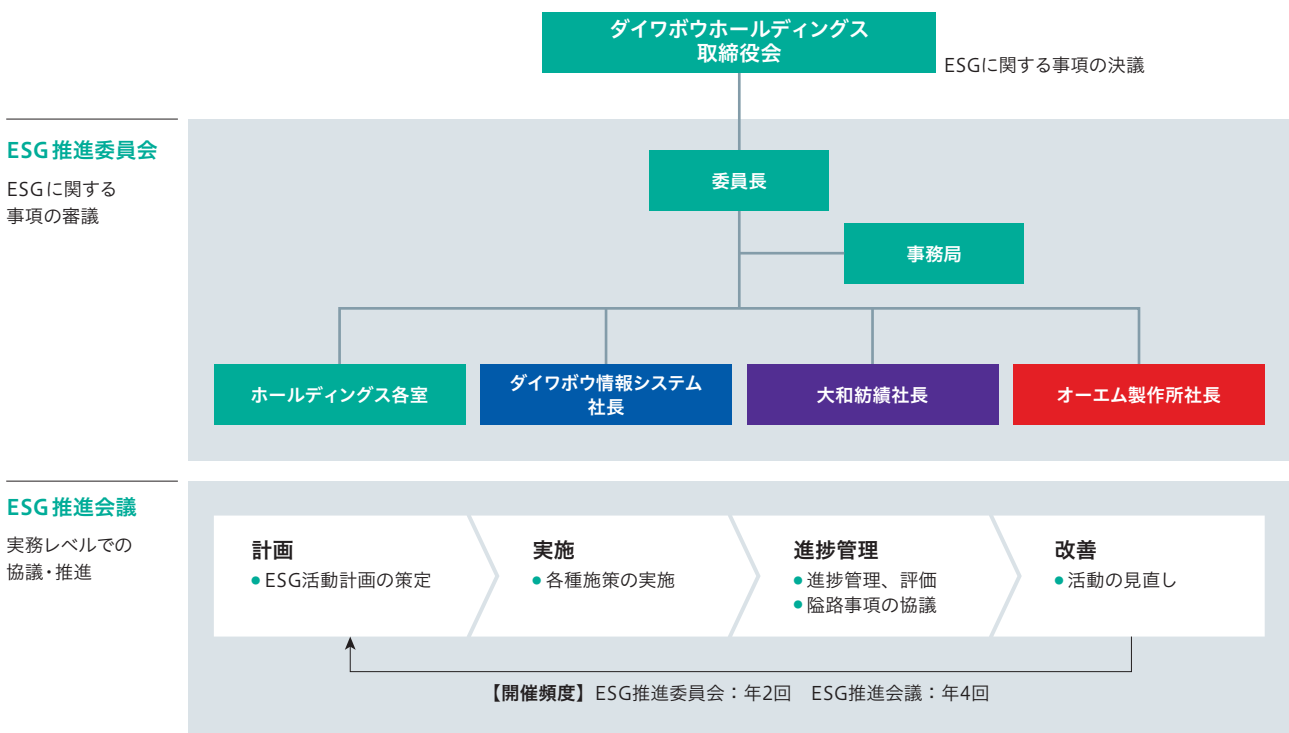 ダイワボウホールディングス
取締役会
ESGに関する事項の決議
ESG推進委員会
ESGに関する
事項の審議
委員長
事務局
ホールディングス各室
ダイワボウ情報システム
社長
大和紡績社長
オーエム製作所社長
ESG推進会議
実務レベルでの
協議・推進
計画
●ESG活動計画の策定
実施
●各種施策の実施
進捗管理
●進捗管理、評価
●隘路事項の協議
改善
●活動の見直し
【開催頻度】ESG推進委員会：年2回　ESG推進会議：年4回